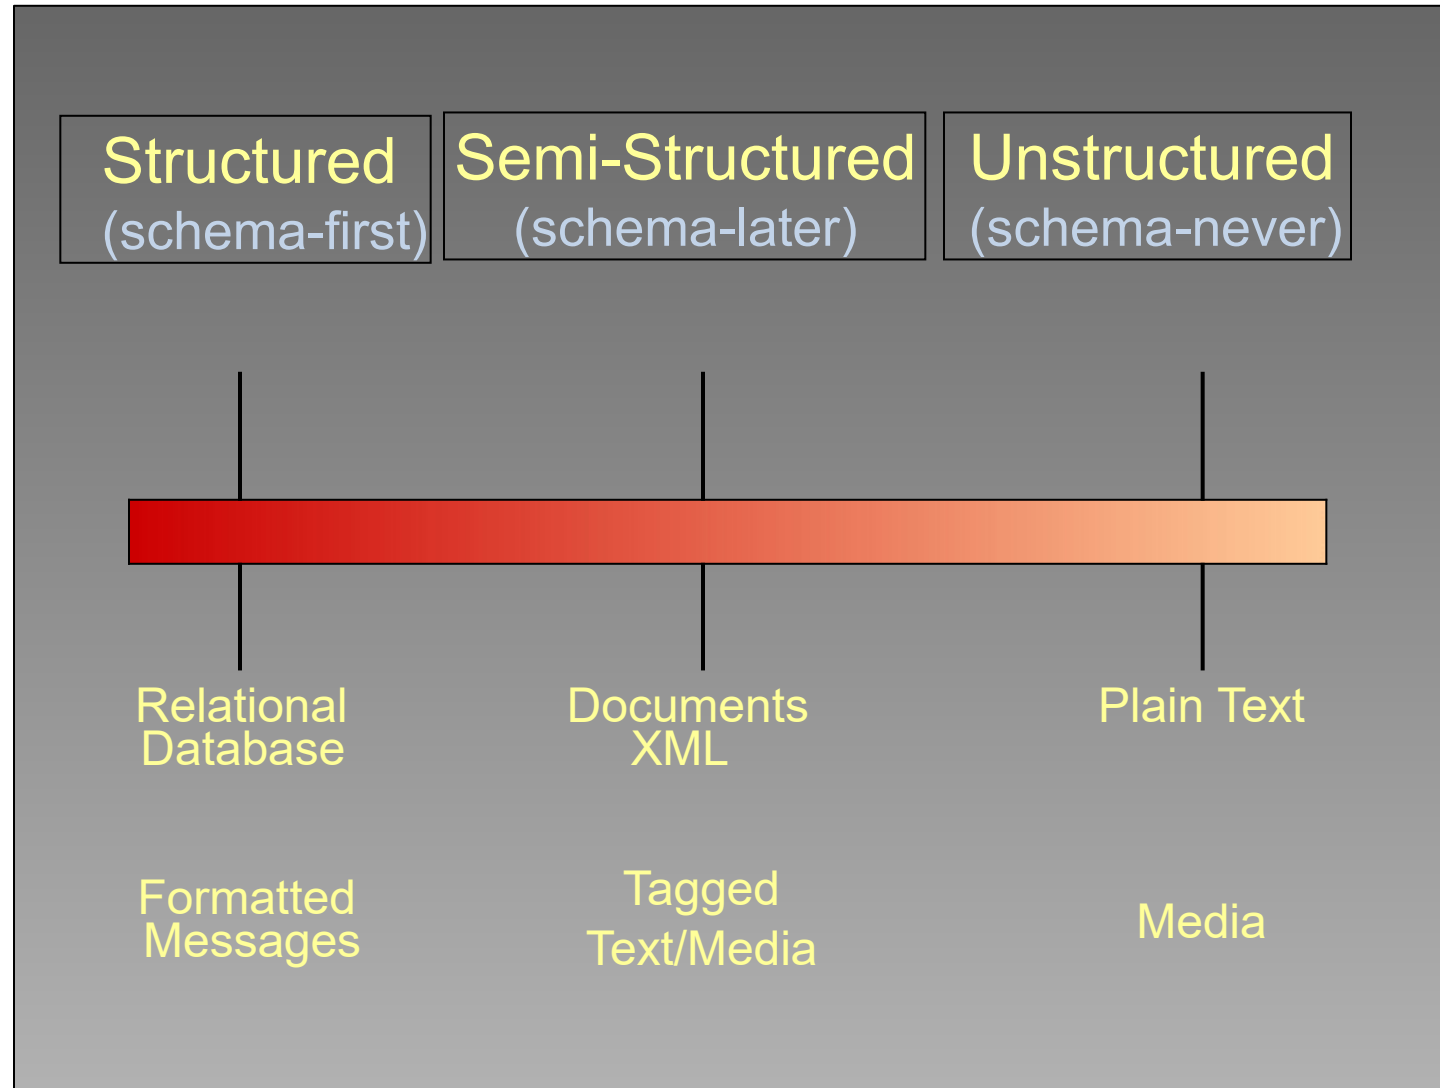 Structured
(schema-first)
Semi-Structured
(schema-later)
Unstructured
(schema-never)
Relational
Database
Documents
XML
Plain Text
Formatted
Messages
Tagged
Text/Media
Media